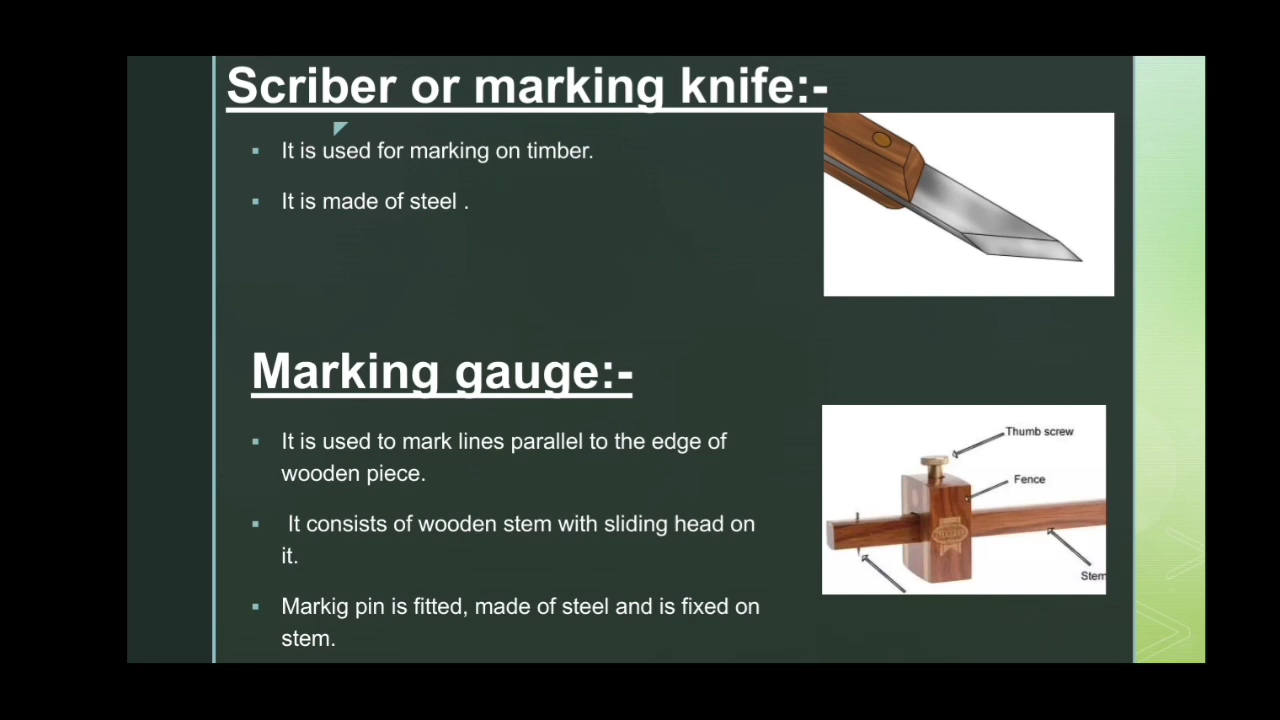 Scriber or marking knife:-
It is used for marking on timber.
It is made of steel .
Marking gauge:-
It is used to mark lines parallel to the edge of
wooden piece.
It consists of wooden stem with sliding head on
it.
Markig pin is fitted, made of steel and is fixed on
stem.
Thumb screw
Fence
Stem